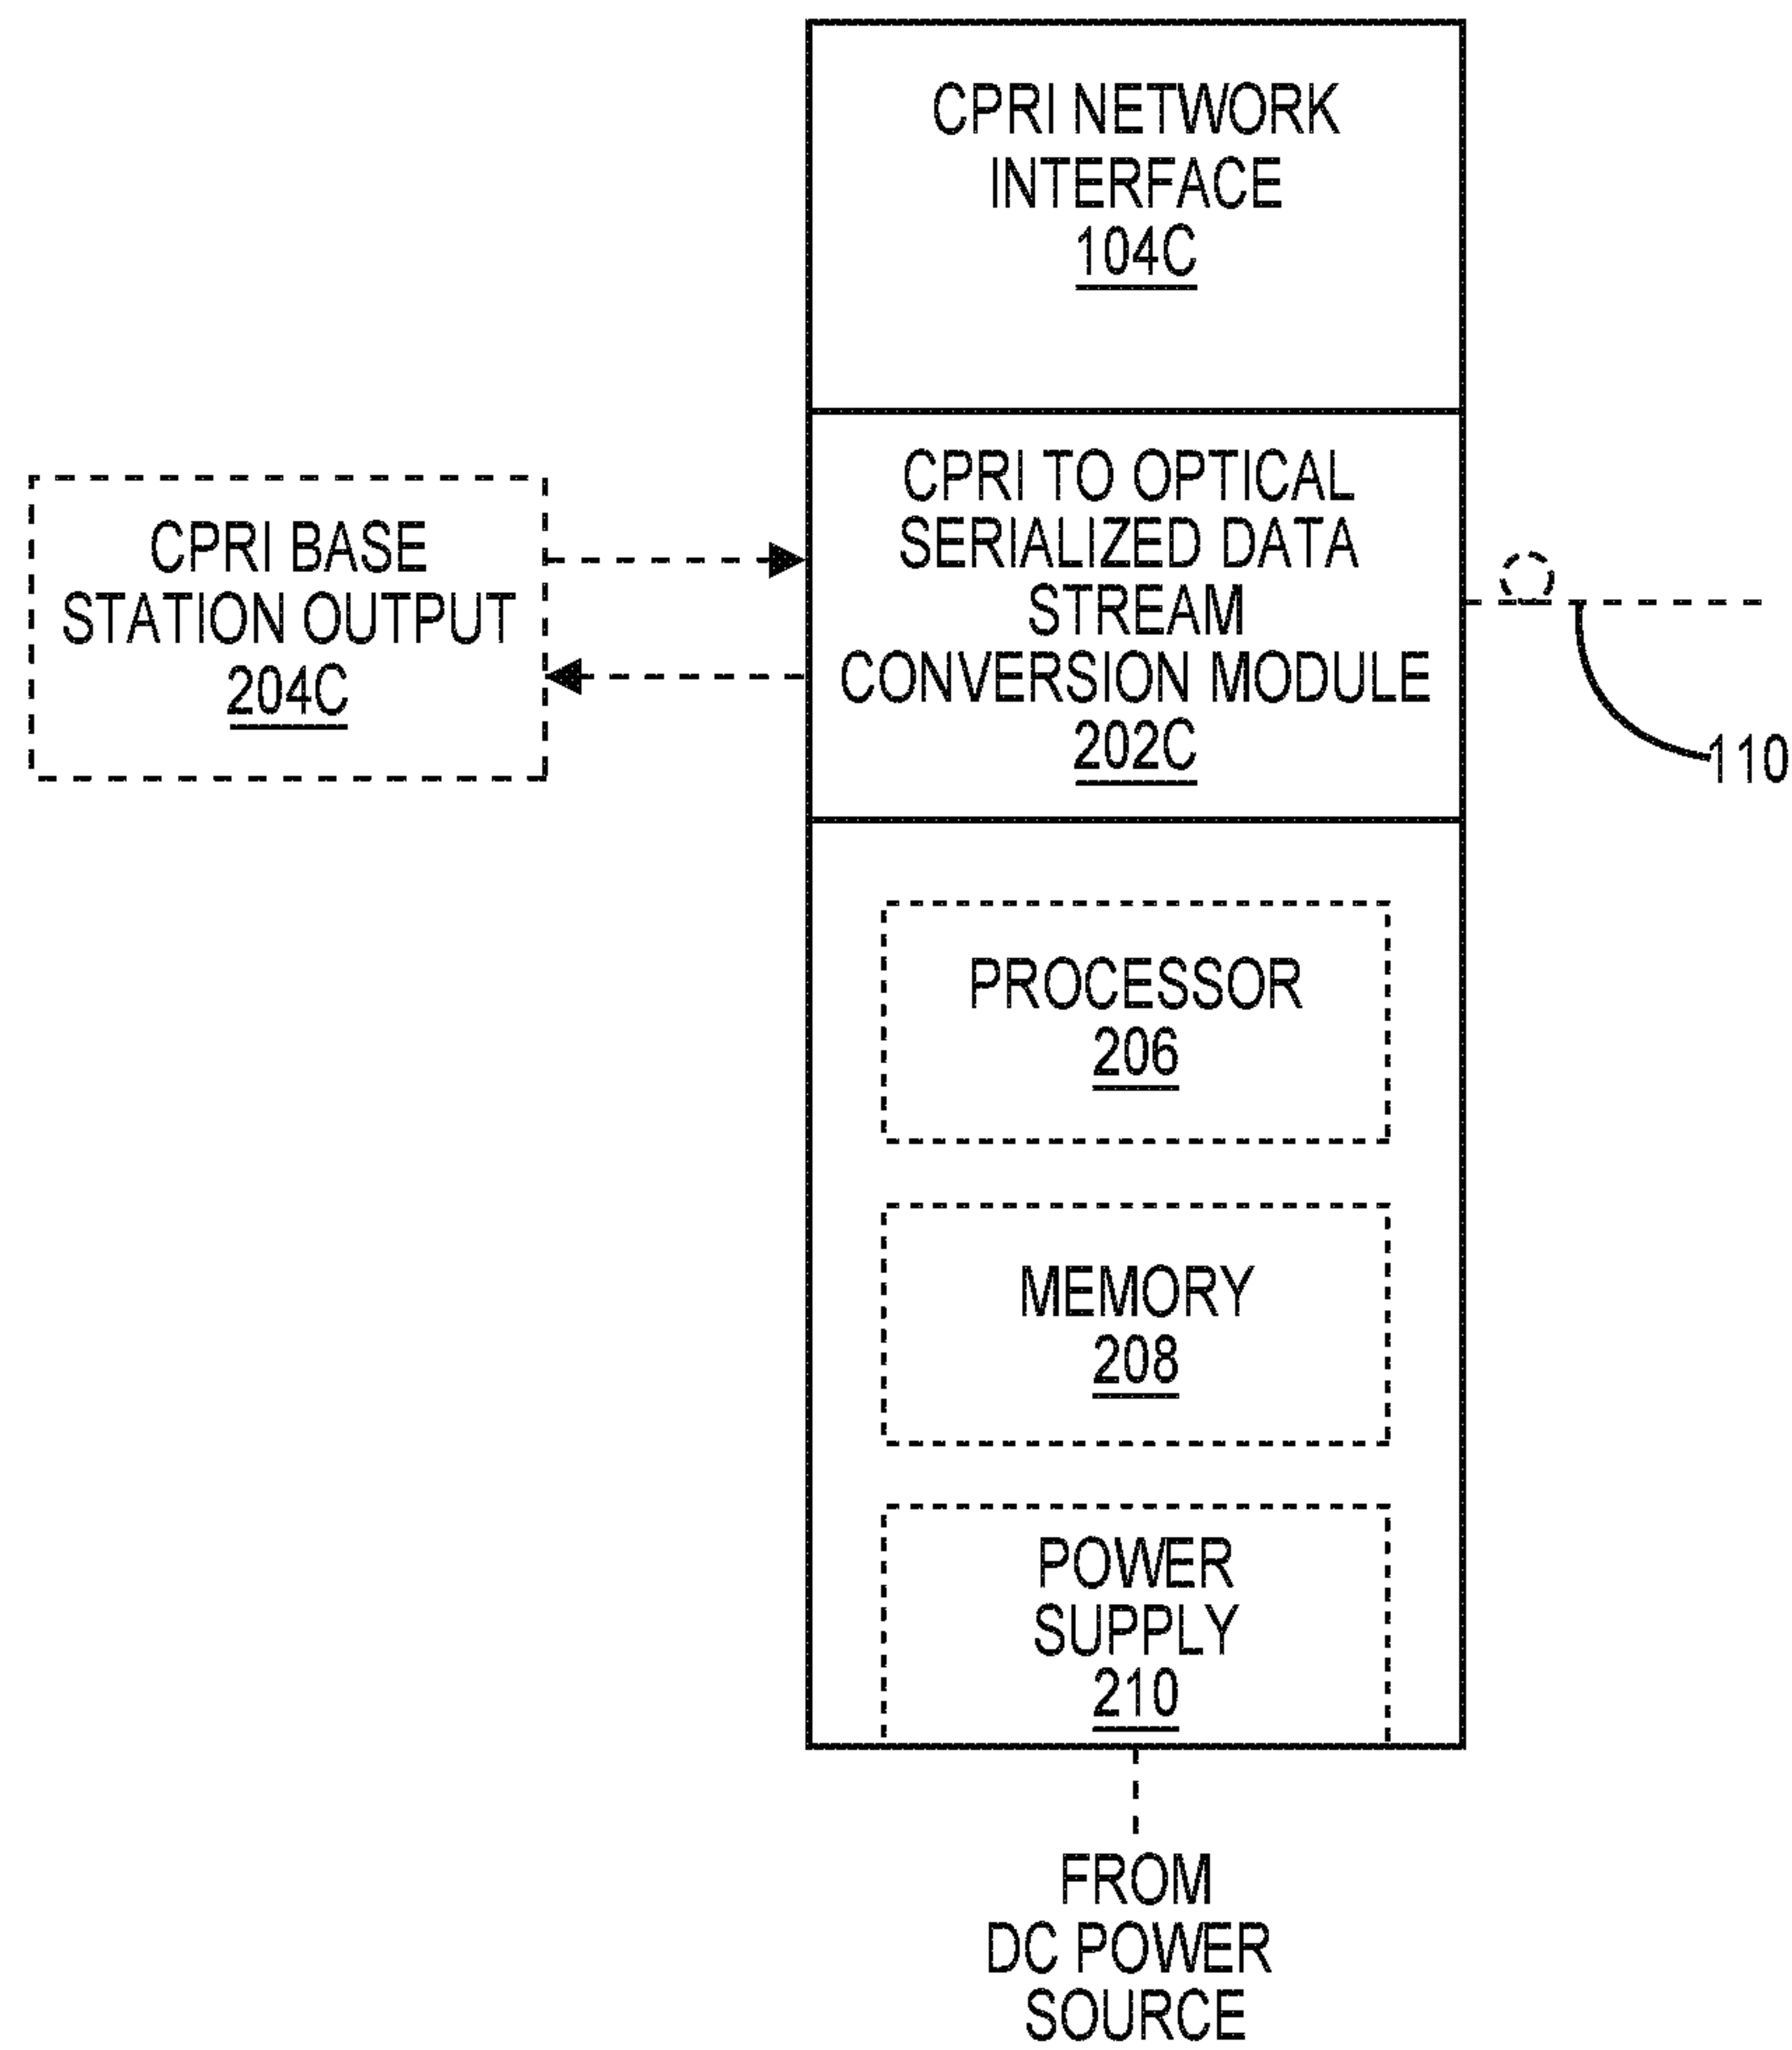 CPRI NETWORK
INTERFACE
104C
CPRI TO OPTICAL
SERIALIZED DATA
STREAM
CONVERSION MODULE
202C
CPRI BASE
STATION OUTPUT
204C
110
PROCESSOR
206
MEMORY
208
POWER
SUPPLY
210
FROM
DC POWER
SOURCE